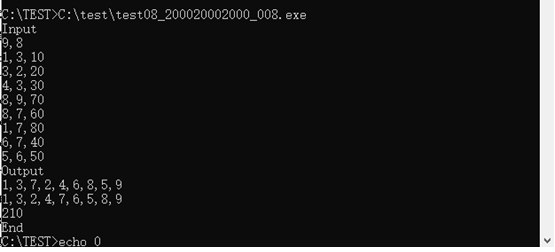 C:\TEST>C:\test\test08_200020002000_008.exe
Input
9,8
1,3,10
3,2,20
4,3,30
8,9,70
8,7,60
1,7,80
6,7,40
5,6,50
Output
1,3,7,2,4,6,8,5,9
1,3,2,4,7,6,5,8,9
210
End
C:\TEST>echo 0